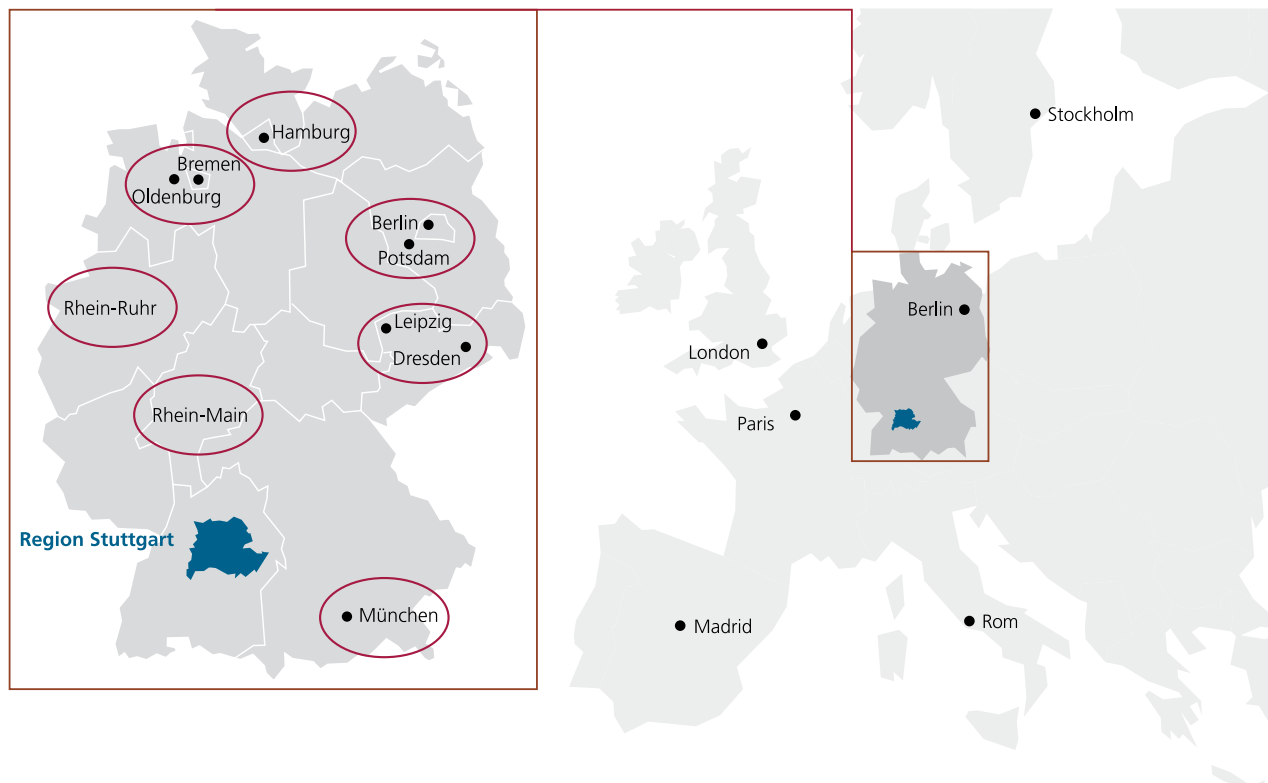 Hamburg
Bremen
Oldenburg
Berlin
Potsdam
Rhein-Ruhr
Leipzig
Dresden
Rhein-Main
Region Stuttgart
München
Stockholm
Berlin
London
Paris
Madrid
Rom